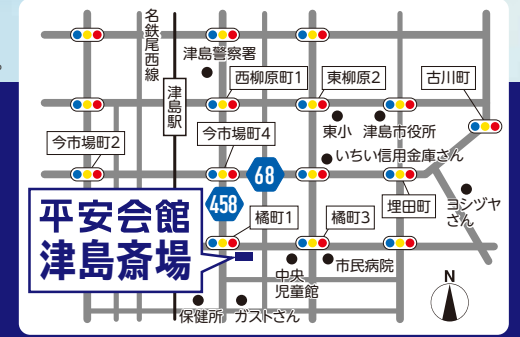 名鉄尾西線
津島警察署
西柳原町1
東柳原2
古川町
津島駅
東小
津島市役所
今市場町2
今市場町4
いちい信用金庫さん
68
458
埋田町
ヨシヅヤ
さん
平安会館
津島斎場
橘町1
橘町3
中央
児童館
市民病院
保健所
ガストさん
N